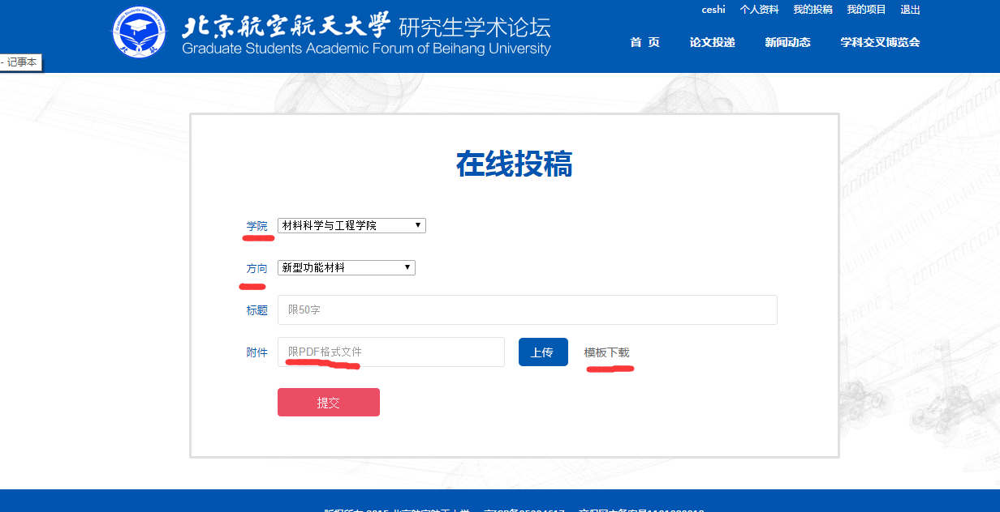 ceshi 个人资料 我的投稿 我的项目 退出
北京航空航天大學 研究生学术论坛
Graduate Students Academic Forum of Beihang University
首 页 论文投递 新闻动态 学科交叉博览会
- 记事本
在线投稿
学院 材料科学与工程学院
方向 新型功能材料
标题 限50字
附件 限PDF格式文件 上传 模板下载
提交